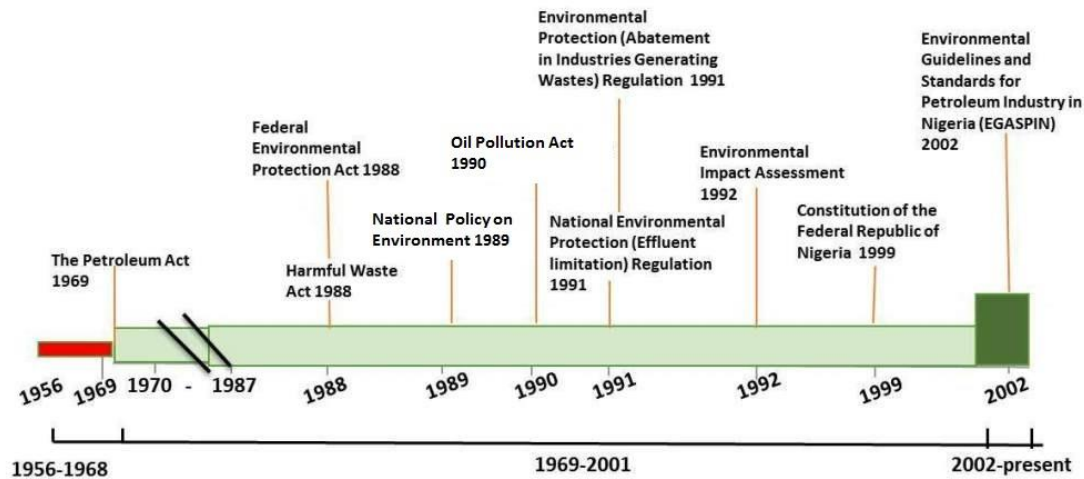 Environmental
Protection (Abatement
in Industries Generating
Wastes) Regulation 1991
Environmental
Guidelines and
Standards for
Petroleum Industry in
Nigeria (EGASPIN)
2002
Federal
Environmental
Protection Act 1988
Oil Pollution Act
1990
Environmental
Impact Assessment
1992
National Policy on
Environment 1989
National Environmental
Protection (Effluent
limitation) Regulation
1991
Constitution of the
Federal Republic of
Nigeria 1999
The Petroleum Act
1969
Harmful Waste
Act 1988
1956 1969 1970 - 1987 1988 1989 1990 1991 1992 1999 2002
1956-1968 1969-2001 2002-present